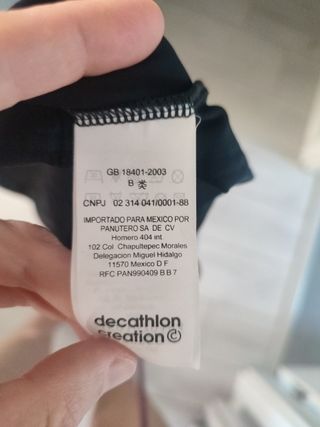 GB 18401-2003
B 类
CNPJ 02 314 041/0001-88
IMPORTADO PARA MEXICO POR
PANUTERO SA DE CV
Homero 404 int
102 Col Chapultepec Morales
Delegacion Miguel Hidalgo
11570 Mexico D F
RFC PAN990409 B B 7
decathlon
creation ©